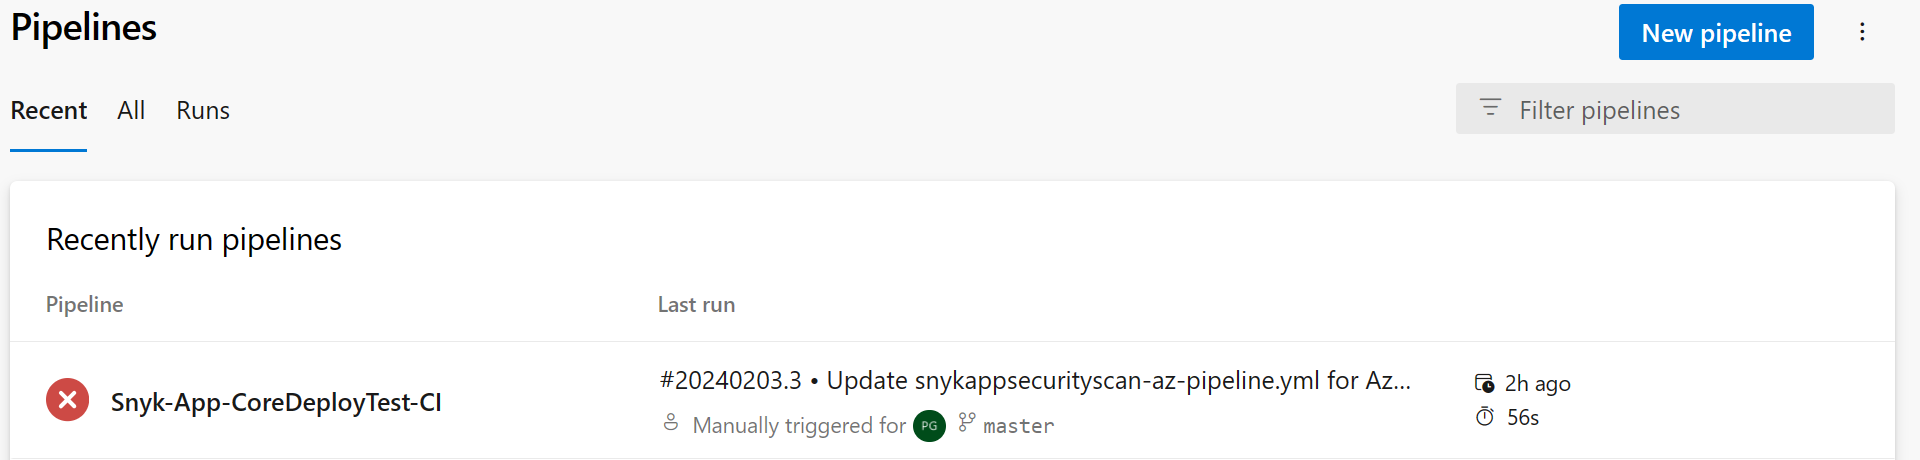 Pipelines
New pipeline
Recent All Runs
Filter pipelines
Recently run pipelines
Pipeline Last run
Snyk-App-CoreDeployTest-CI
#20240203.3 • Update snykappsecurityscan-az-pipeline.yml for Az...
2h ago
Manually triggered for PG master
56s